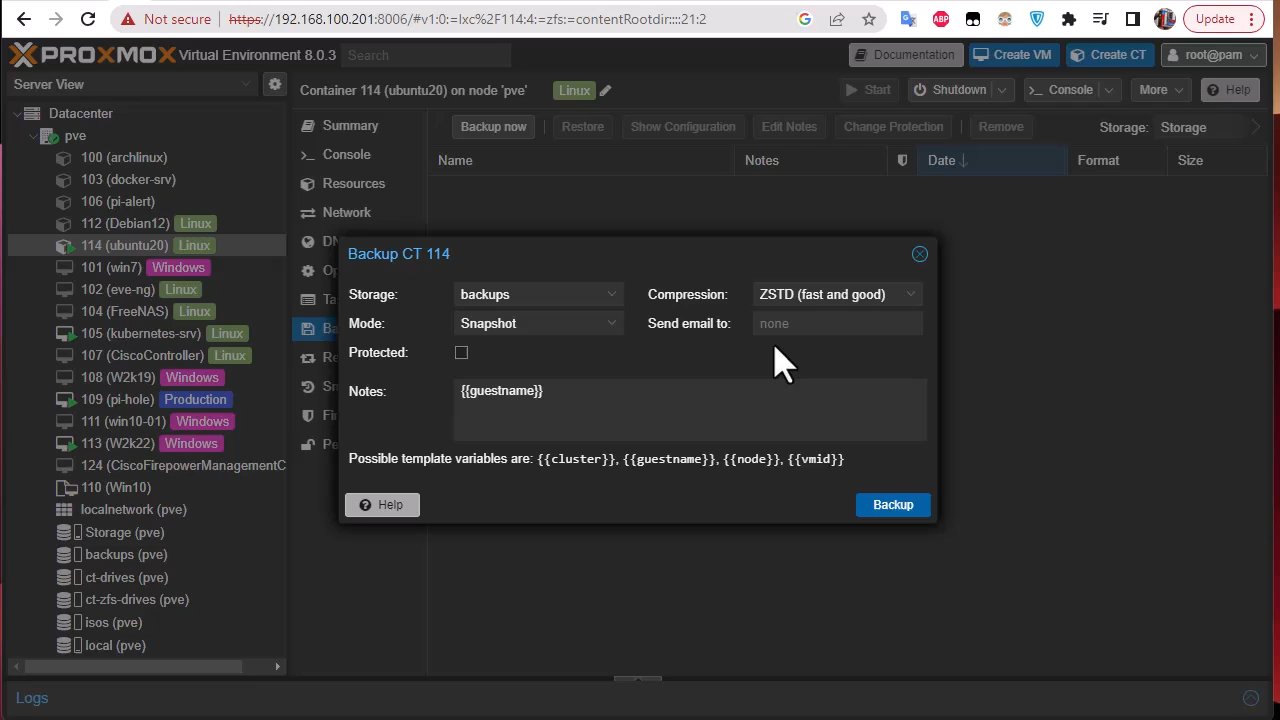 Not secure https://192.168.100.201:8006/#v1:0:=lxc%2F114:4:=zfs:=contentRootdir::::21:2 Update
PROXMOX Virtual Environment 8.0.3 Search Documentation Create VM Create CT root@pam
Server View
Container 114 (ubuntu20) on node 'pve' Linux Start Shutdown Console More Help
Datacenter
pve
100 (archlinux)
103 (docker-srv)
106 (pi-alert)
112 (Debian12) Linux
114 (ubuntu20) Linux
101 (win7) Windows
102 (eve-ng) Linux
104 (FreeNAS) Linux
105 (kubernetes-srv) Linux
107 (CiscoController) Linux
108 (W2k19) Windows
109 (pi-hole) Production
111 (win10-01) Windows
113 (W2k22) Windows
124 (CiscoFirepowerManagementC
110 (Win10)
localnetwork (pve)
Storage (pve)
backups (pve)
ct-drives (pve)
ct-zfs-drives (pve)
isos (pve)
local (pve)
Summary
Console
Resources
Network
DN
Op
Ta
Ba
Re
Sn
Fir
Pe
Backup now Restore Show Configuration Edit Notes Change Protection Remove Storage: Storage
Name Notes Date Format Size
Backup CT 114
Storage: backups Compression: ZSTD (fast and good)
Mode: Snapshot Send email to: none
Protected:
Notes: {{guestname}}
Possible template variables are: {{cluster}}, {{guestname}}, {{node}}, {{vmid}}
Help Backup
Logs